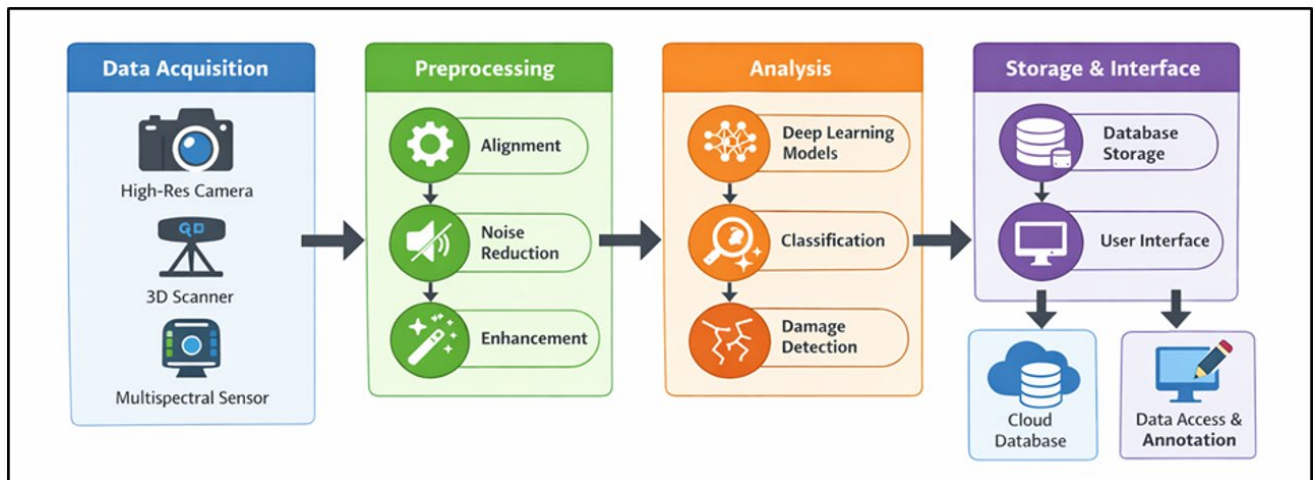 Data Acquisition
High-Res Camera
3D Scanner
Multispectral Sensor
Preprocessing
Alignment
Noise
Reduction
Enhancement
Analysis
Deep Learning
Models
Classification
Damage
Detection
Storage & Interface
Database
Storage
User Interface
Cloud
Database
Data Access &
Annotation